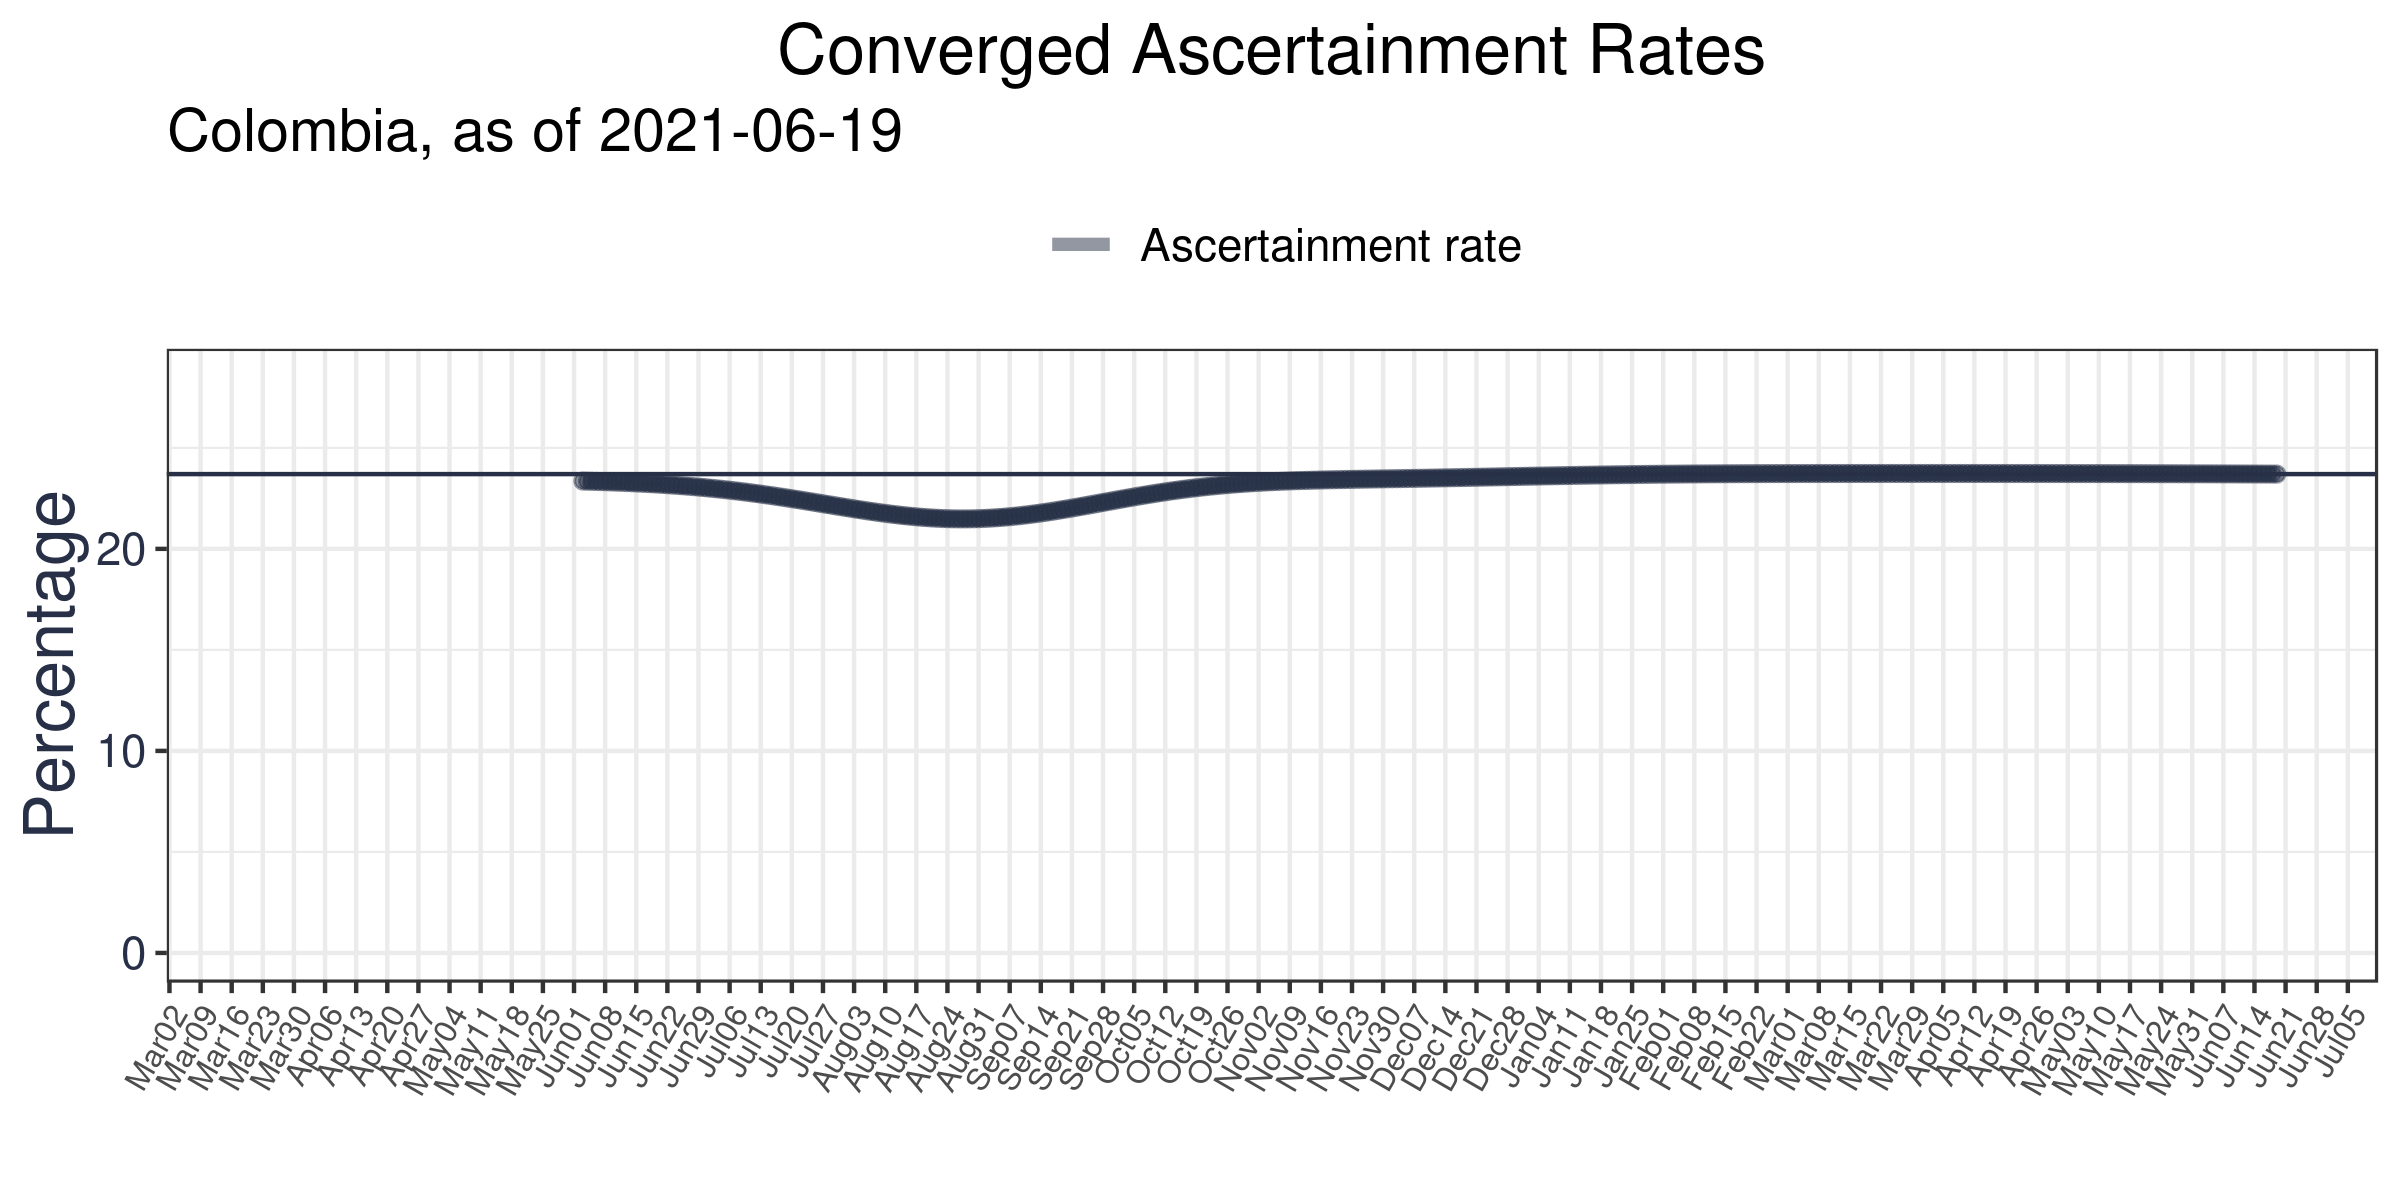 Converged Ascertainment Rates
Colombia, as of 2021-06-19
Ascertainment rate
Percentage
20
10
0
Mar02
Mar09
Mar16
Mar23
Mar30
Apr06
Apr13
Apr20
Apr27
May04
May11
May18
May25
Jun01
Jun08
Jun15
Jun22
Jun29
Jul06
Jul13
Jul20
Jul27
Aug03
Aug10
Aug17
Aug24
Aug31
Sep07
Sep14
Sep21
Sep28
Oct05
Oct12
Oct19
Oct26
Nov02
Nov09
Nov16
Nov23
Nov30
Dec07
Dec14
Dec21
Dec28
Jan04
Jan11
Jan18
Jan25
Feb01
Feb08
Feb15
Feb22
Mar01
Mar08
Mar15
Mar22
Mar29
Apr05
Apr12
Apr19
Apr26
May03
May10
May17
May24
May31
Jun07
Jun14
Jun21
Jun28
Jul05